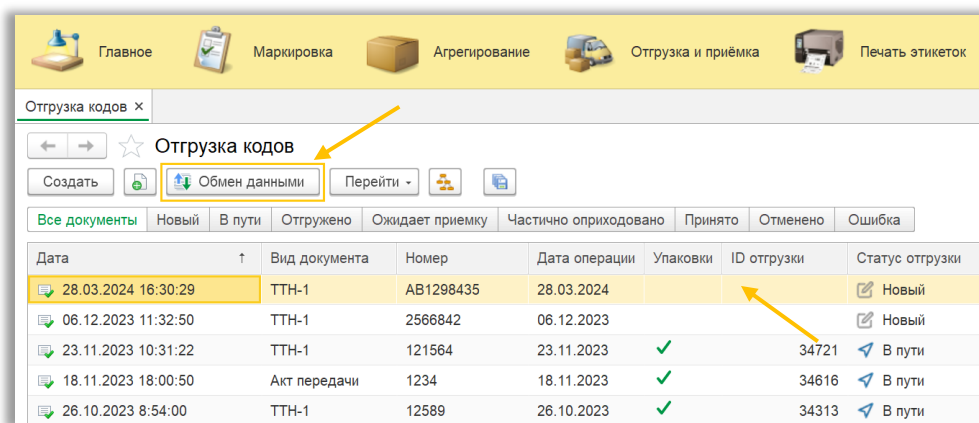 Главное Маркировка Агрегирование Отгрузка и приёмка Печать этикеток
Отгрузка кодов ×
Отгрузка кодов
Создать Обмен данными Перейти
Все документы Новый В пути Отгружено Ожидает приемку Частично оприходовано Принято Отменено Ошибка
Дата ↑ Вид документа Номер Дата операции Упаковки ID отгрузки Статус отгрузки
28.03.2024 16:30:29 ТТН-1 АВ1298435 28.03.2024 Новый
06.12.2023 11:32:50 ТТН-1 2566842 06.12.2023 Новый
23.11.2023 10:31:22 ТТН-1 121564 23.11.2023 34721 В пути
18.11.2023 18:00:50 Акт передачи 1234 18.11.2023 34616 В пути
26.10.2023 8:54:00 ТТН-1 12589 26.10.2023 34313 В пути